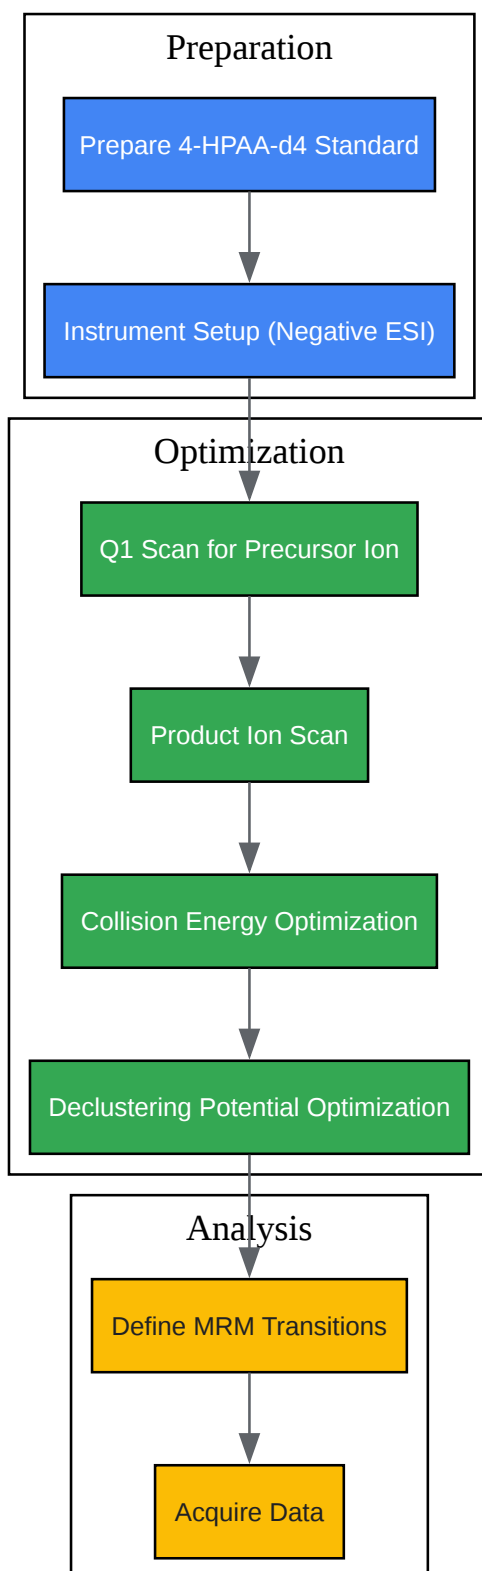 Preparation
Prepare 4-HPAA-d4 Standard
Instrument Setup (Negative ESI)
Optimization
Q1 Scan for Precursor Ion
Product Ion Scan
Collision Energy Optimization
Declustering Potential Optimization
Analysis
Define MRM Transitions
Acquire Data